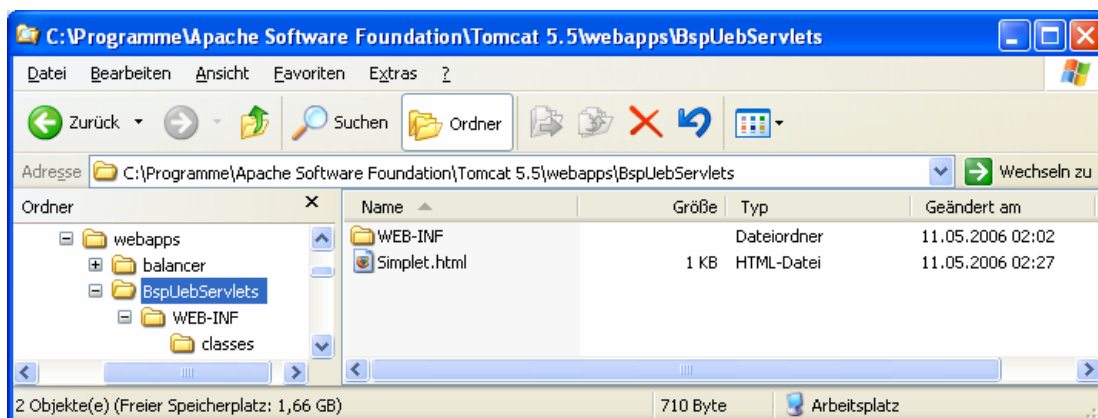 C:\Programme\Apache Software Foundation\Tomcat 5.5\webapps\BspUebServlets
Datei Bearbeiten Ansicht Favoriten Extras ?
Zurück Suchen Ordner
Adresse C:\Programme\Apache Software Foundation\Tomcat 5.5\webapps\BspUebServlets Wechseln zu
Ordner x Name Größe Typ Geändert am
webapps WEB-INF Dateiordner 11.05.2006 02:02
balancer Simplet.html 1 KB HTML-Datei 11.05.2006 02:27
BspUebServlets
WEB-INF
classes
2 Objekte(e) (Freier Speicherplatz: 1,66 GB) 710 Byte Arbeitsplatz